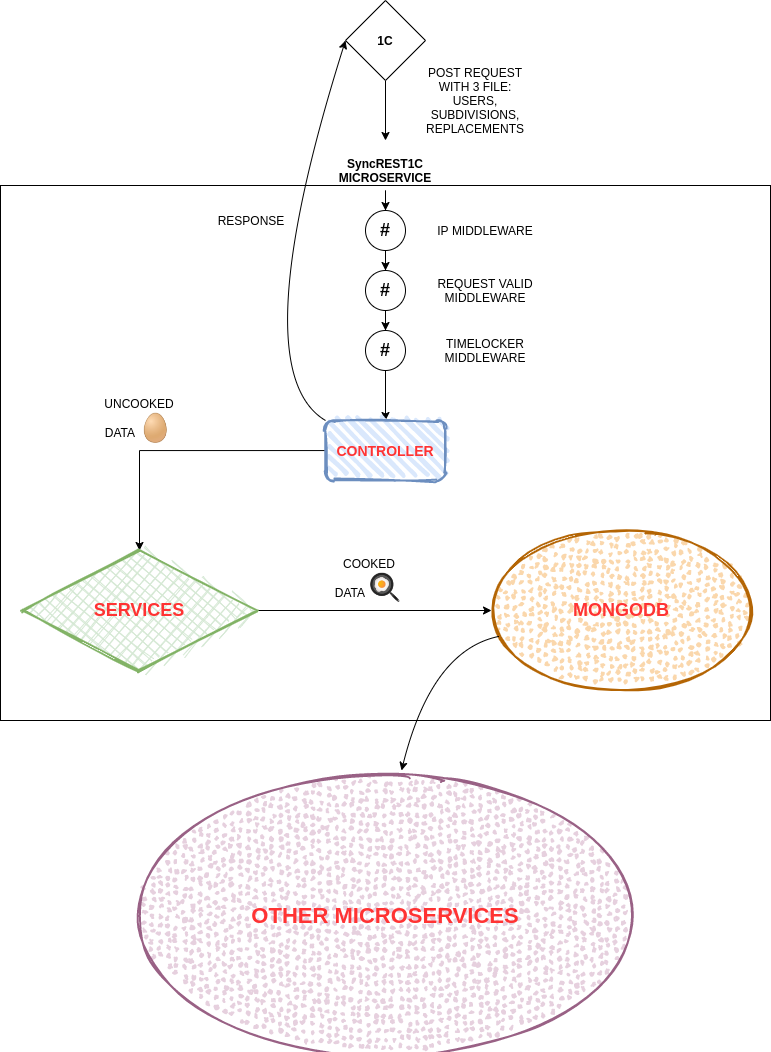 1C
POST REQUEST
WITH 3 FILE:
USERS,
SUBDIVISIONS,
REPLACEMENTS
SyncREST1C
MICROSERVICE
RESPONSE
#
IP MIDDLEWARE
#
REQUEST VALID
MIDDLEWARE
#
TIMELOCKER
MIDDLEWARE
UNCOOKED
DATA
CONTROLLER
COOKED
DATA
SERVICES
MONGODB
OTHER MICROSERVICES